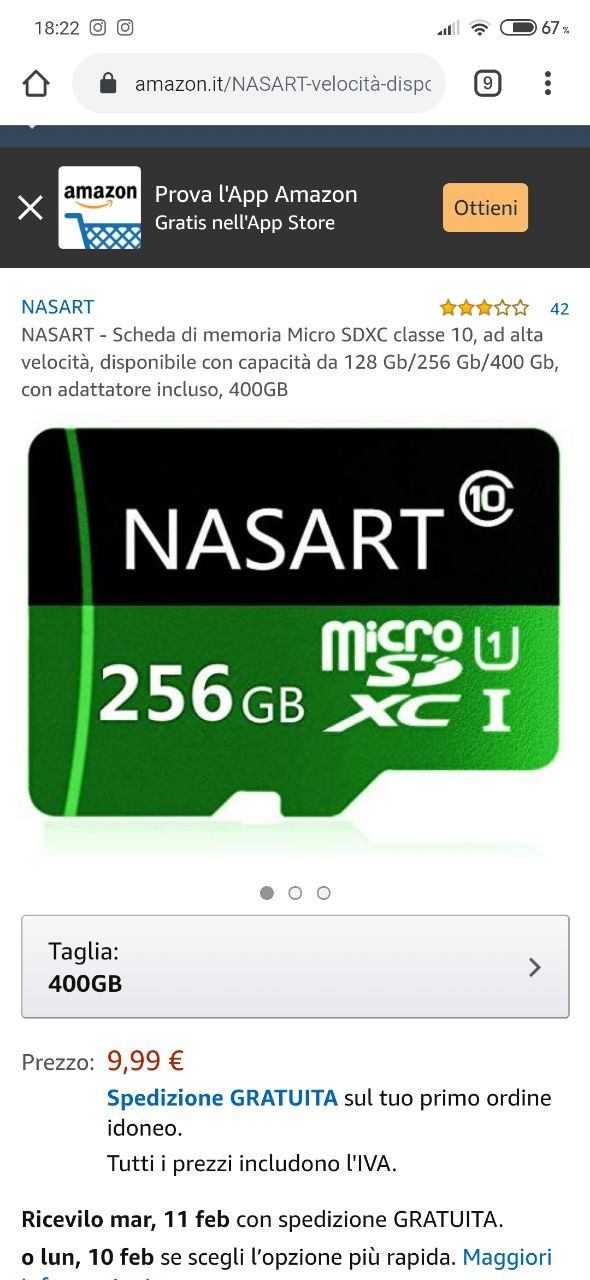 18:22 67%
9
amazon.it/NASART-velocità-dispo
amazon
Prova l'App Amazon
Gratis nell'App Store
Ottieni
NASART 42
NASART - Scheda di memoria Micro SDXC classe 10, ad alta
velocità, disponibile con capacità da 128 Gb/256 Gb/400 Gb,
con adattatore incluso, 400GB
10
NASART
micro 1
SD
256GB XC I
Taglia:
400GB
Prezzo: 9,99 €
Spedizione GRATUITA sul tuo primo ordine
idoneo.
Tutti i prezzi includono l'IVA.
Ricevilo mar, 11 feb con spedizione GRATUITA.
o lun, 10 feb se scegli l’opzione più rapida. Maggiori